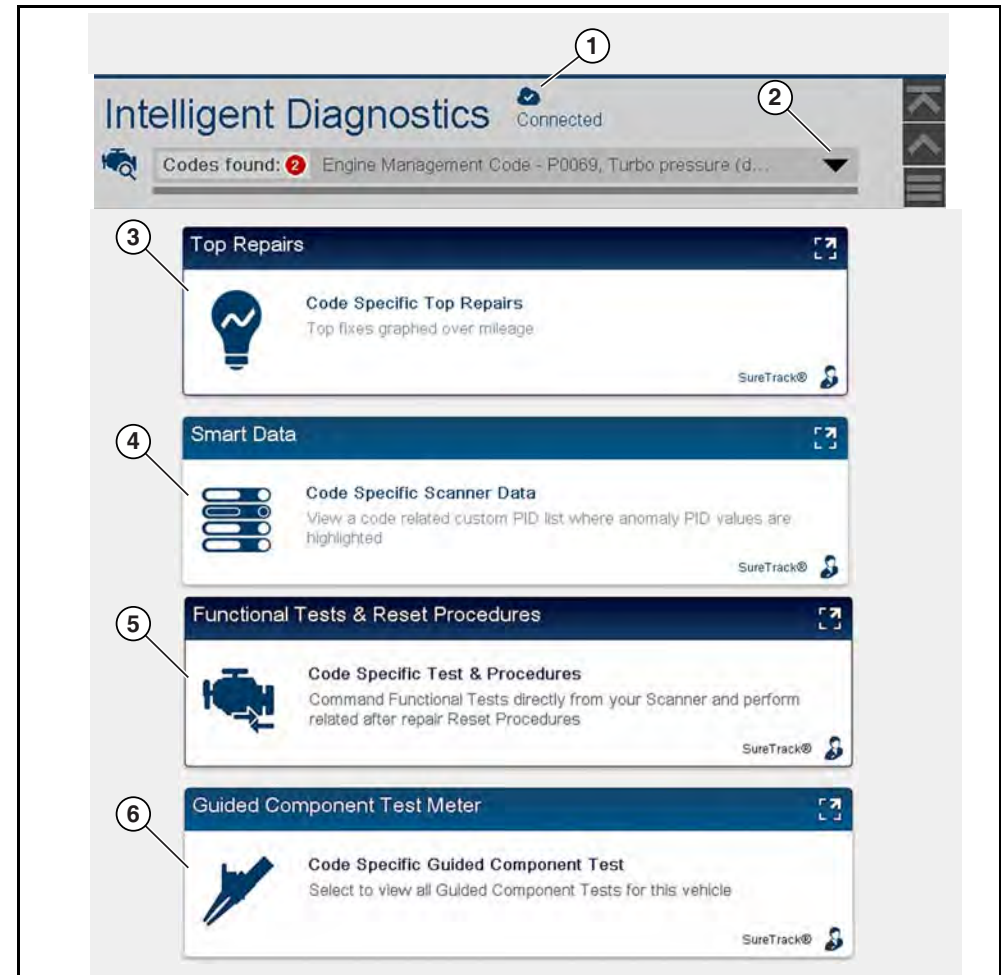 1
2
Intelligent Diagnostics Connected
Codes found: 2 Engine Management Code - P0069, Turbo pressure (d...
3
Top Repairs
Code Specific Top Repairs
Top fixes graphed over mileage
SureTrack®
4
Smart Data
Code Specific Scanner Data
View a code related custom PID list where anomaly PID values are
highlighted
SureTrack®
5
Functional Tests & Reset Procedures
Code Specific Test & Procedures
Command Functional Tests directly from your Scanner and perform
related after repair Reset Procedures
SureTrack®
6
Guided Component Test Meter
Code Specific Guided Component Test
Select to view all Guided Component Tests for this vehicle
SureTrack®